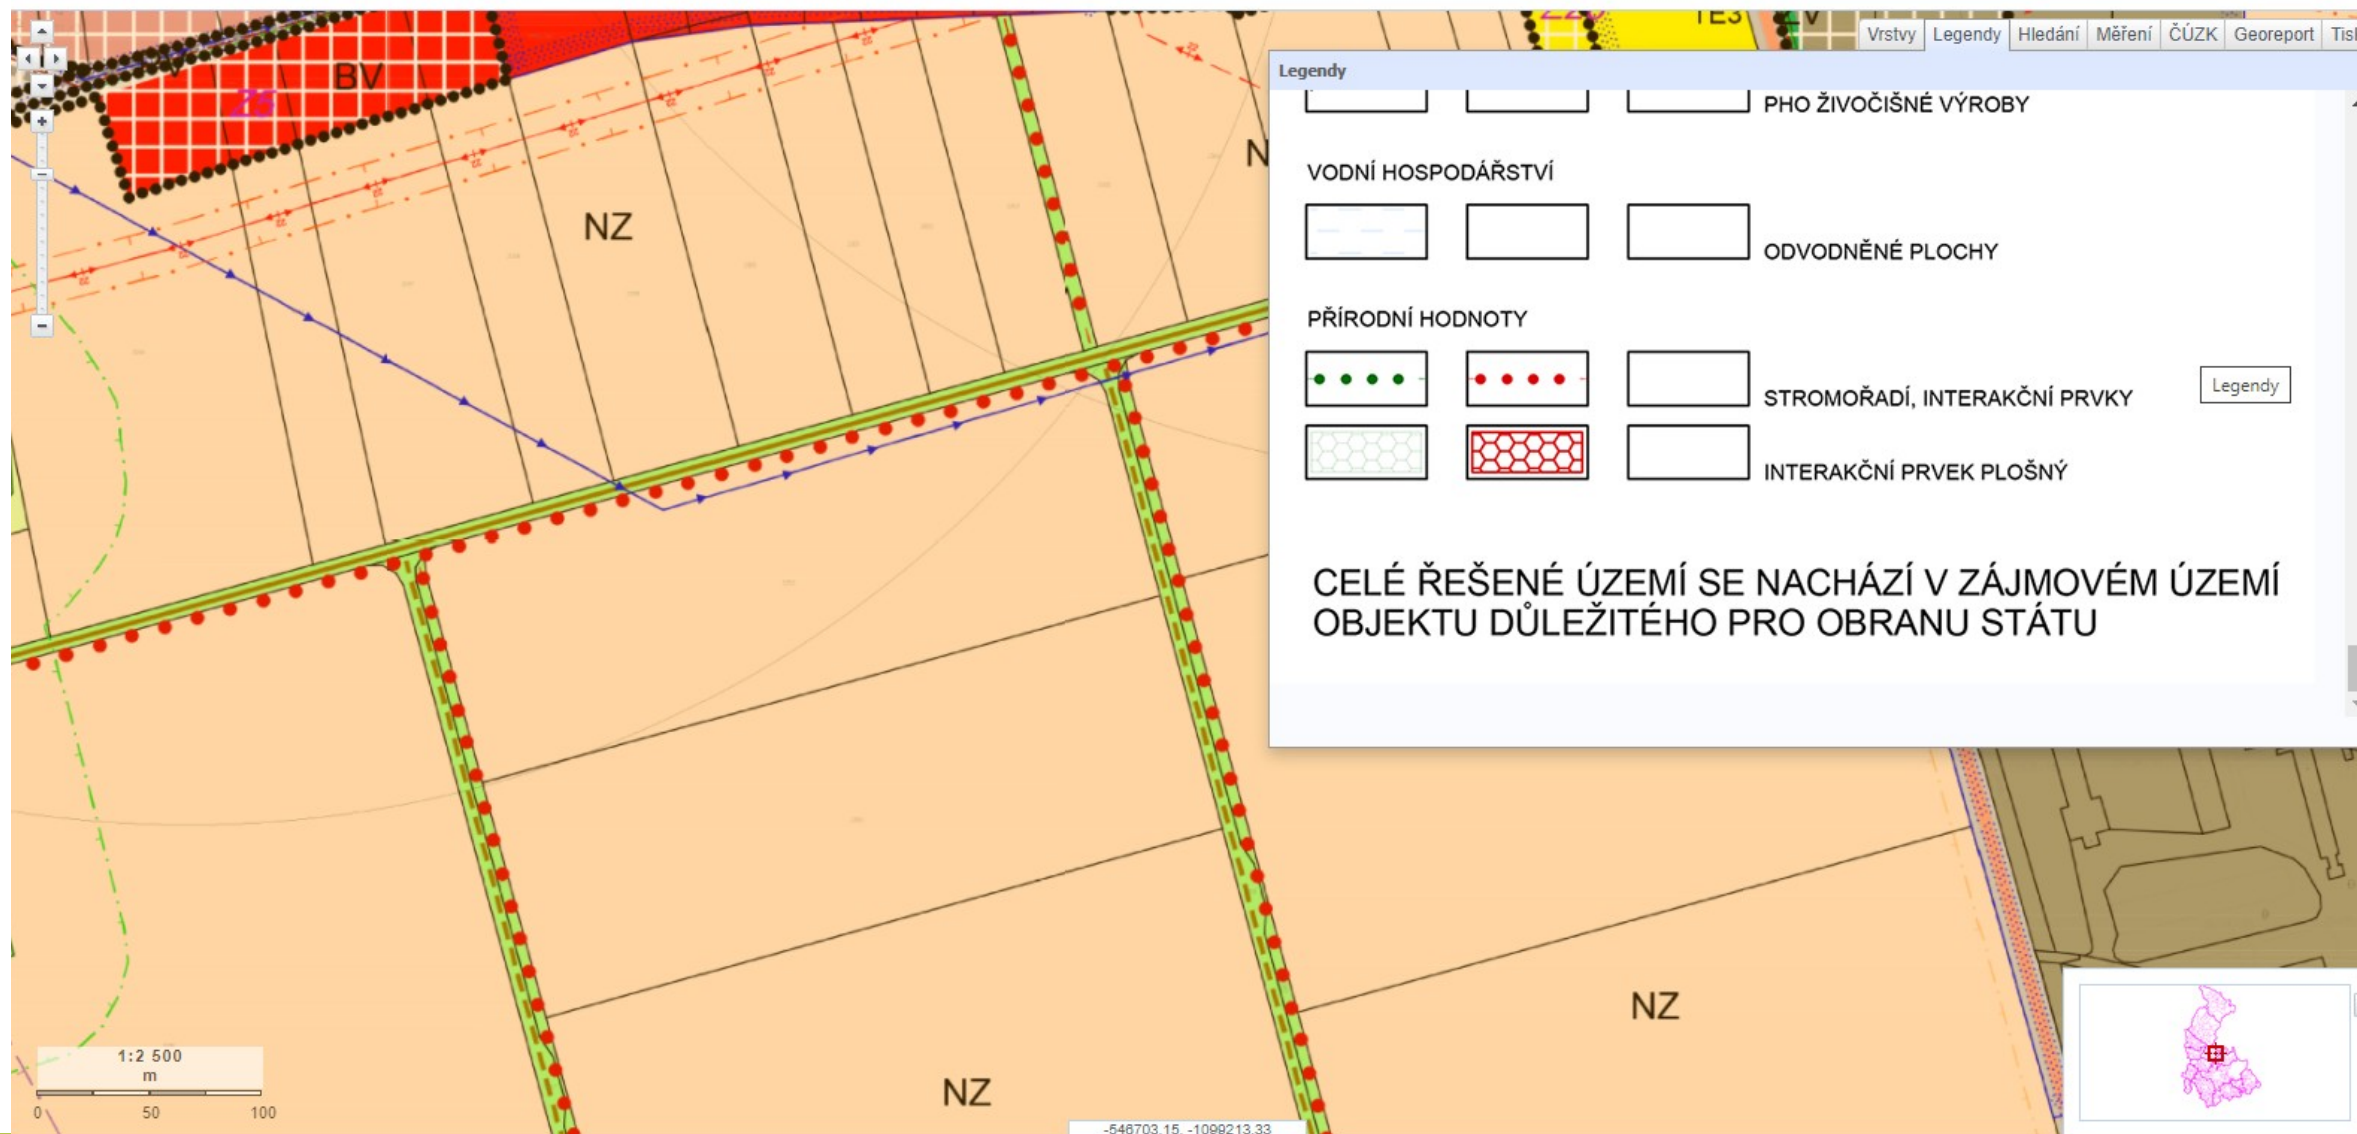 BV
Z5
TE3
NZ
NZ
NZ
Vrstvy
Legendy
Hledání
Měření
ČÚZK
Georeport
Legendy
PHO ŽIVOČIŠNÉ VÝROBY
VODNÍ HOSPODÁŘSTVÍ
ODVODNĚNÉ PLOCHY
PŘÍRODNÍ HODNOTY
STROMOŘADÍ, INTERAKČNÍ PRVKY
Legendy
INTERAKČNÍ PRVEK PLOŠNÝ
CELÉ ŘEŠENÉ ÚZEMÍ SE NACHÁZÍ V ZÁJMOVÉM ÚZEMÍ
OBJEKTU DŮLEŽITÉHO PRO OBRANU STÁTU
1:2 500
m
0 50 100
-546703.15, -1099213.33